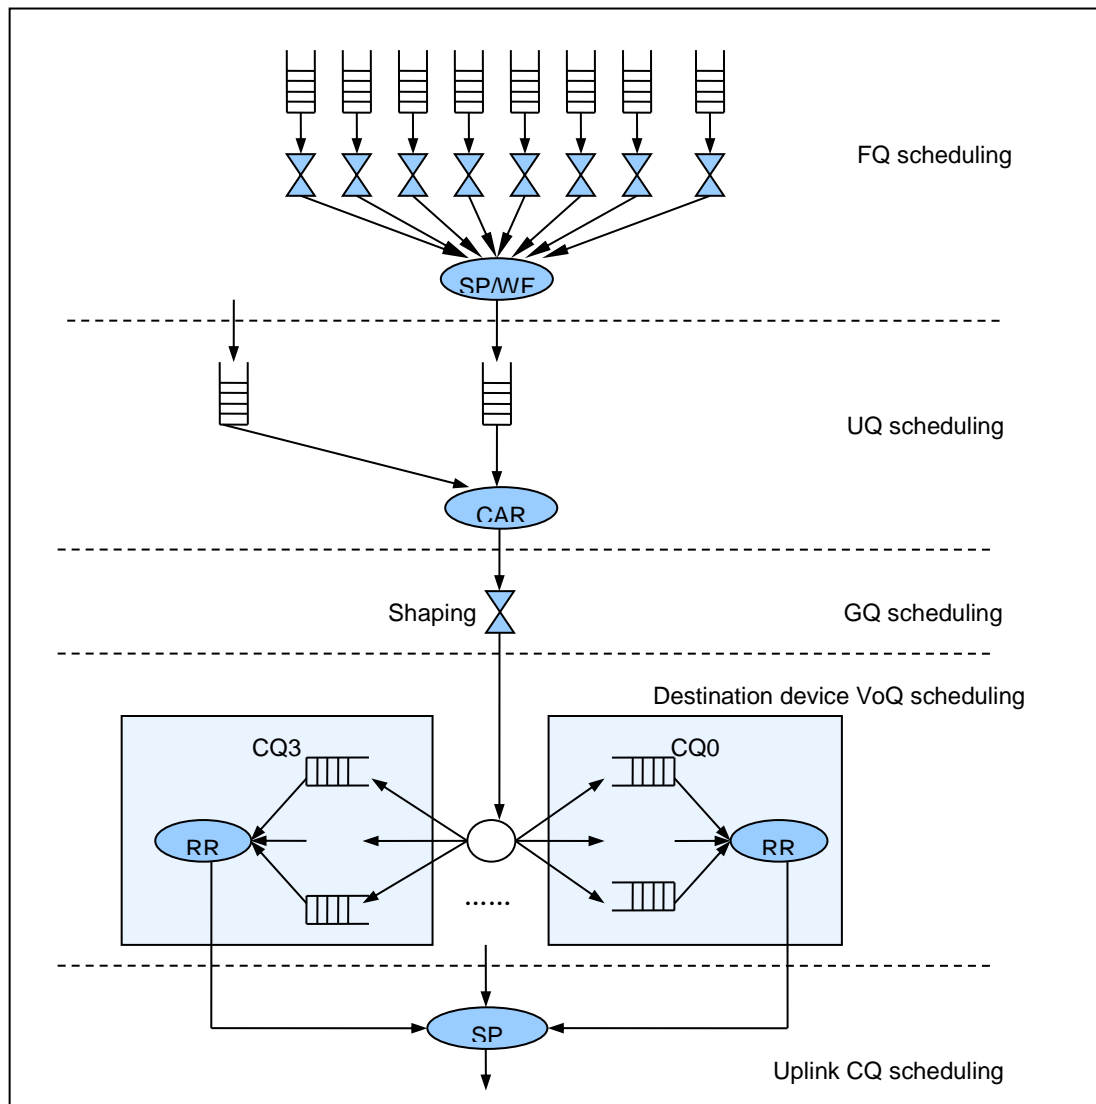 FQ scheduling
SP/WF
UQ scheduling
CAR
Shaping
GQ scheduling
Destination device VoQ scheduling
CQ3
CQ0
RR
RR
......
SP
Uplink CQ scheduling